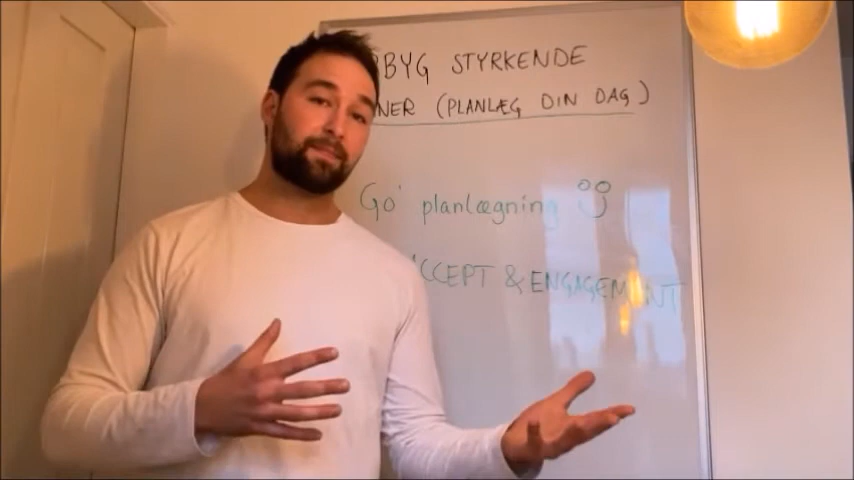 BYG STYRKENDE
NER (PLANLÆG DIN DAG)
Go' planlægning
CCEPT & ENGAGEMENT